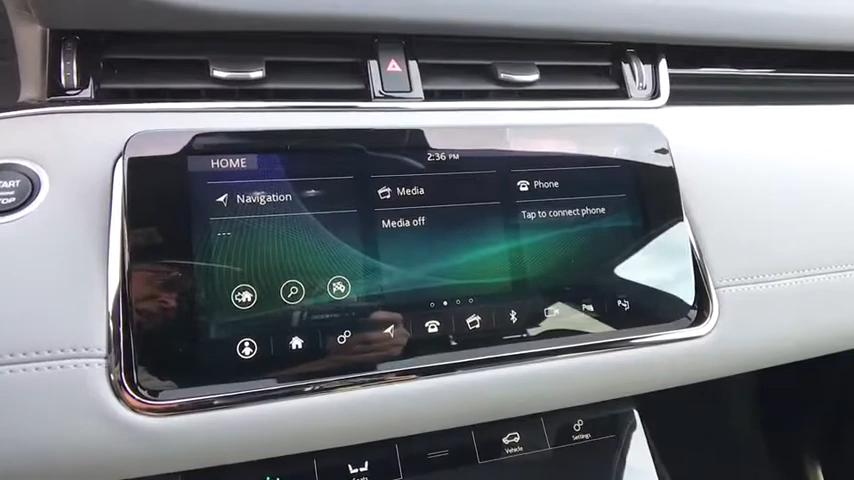 HOME
2:36 PM
Navigation
Media
Phone
---
Media off
Tap to connect phone
START
STOP
Seats
Vehicle
Settings